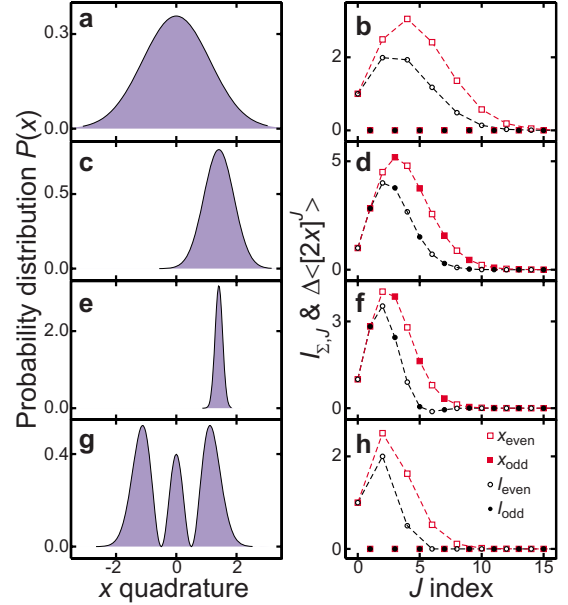 Probability distribution P(x)
a
0.3
0.0
c
0.7
0.0
e
2.0
0.0
g
0.4
0.0
-2 0 2
x quadrature
I_{Σ,J} & Δ<[2x]^J>
b
2
0
d
5
0
f
4
0
h
2
0
x_even
x_odd
I_even
I_odd
0 5 10 15
J index